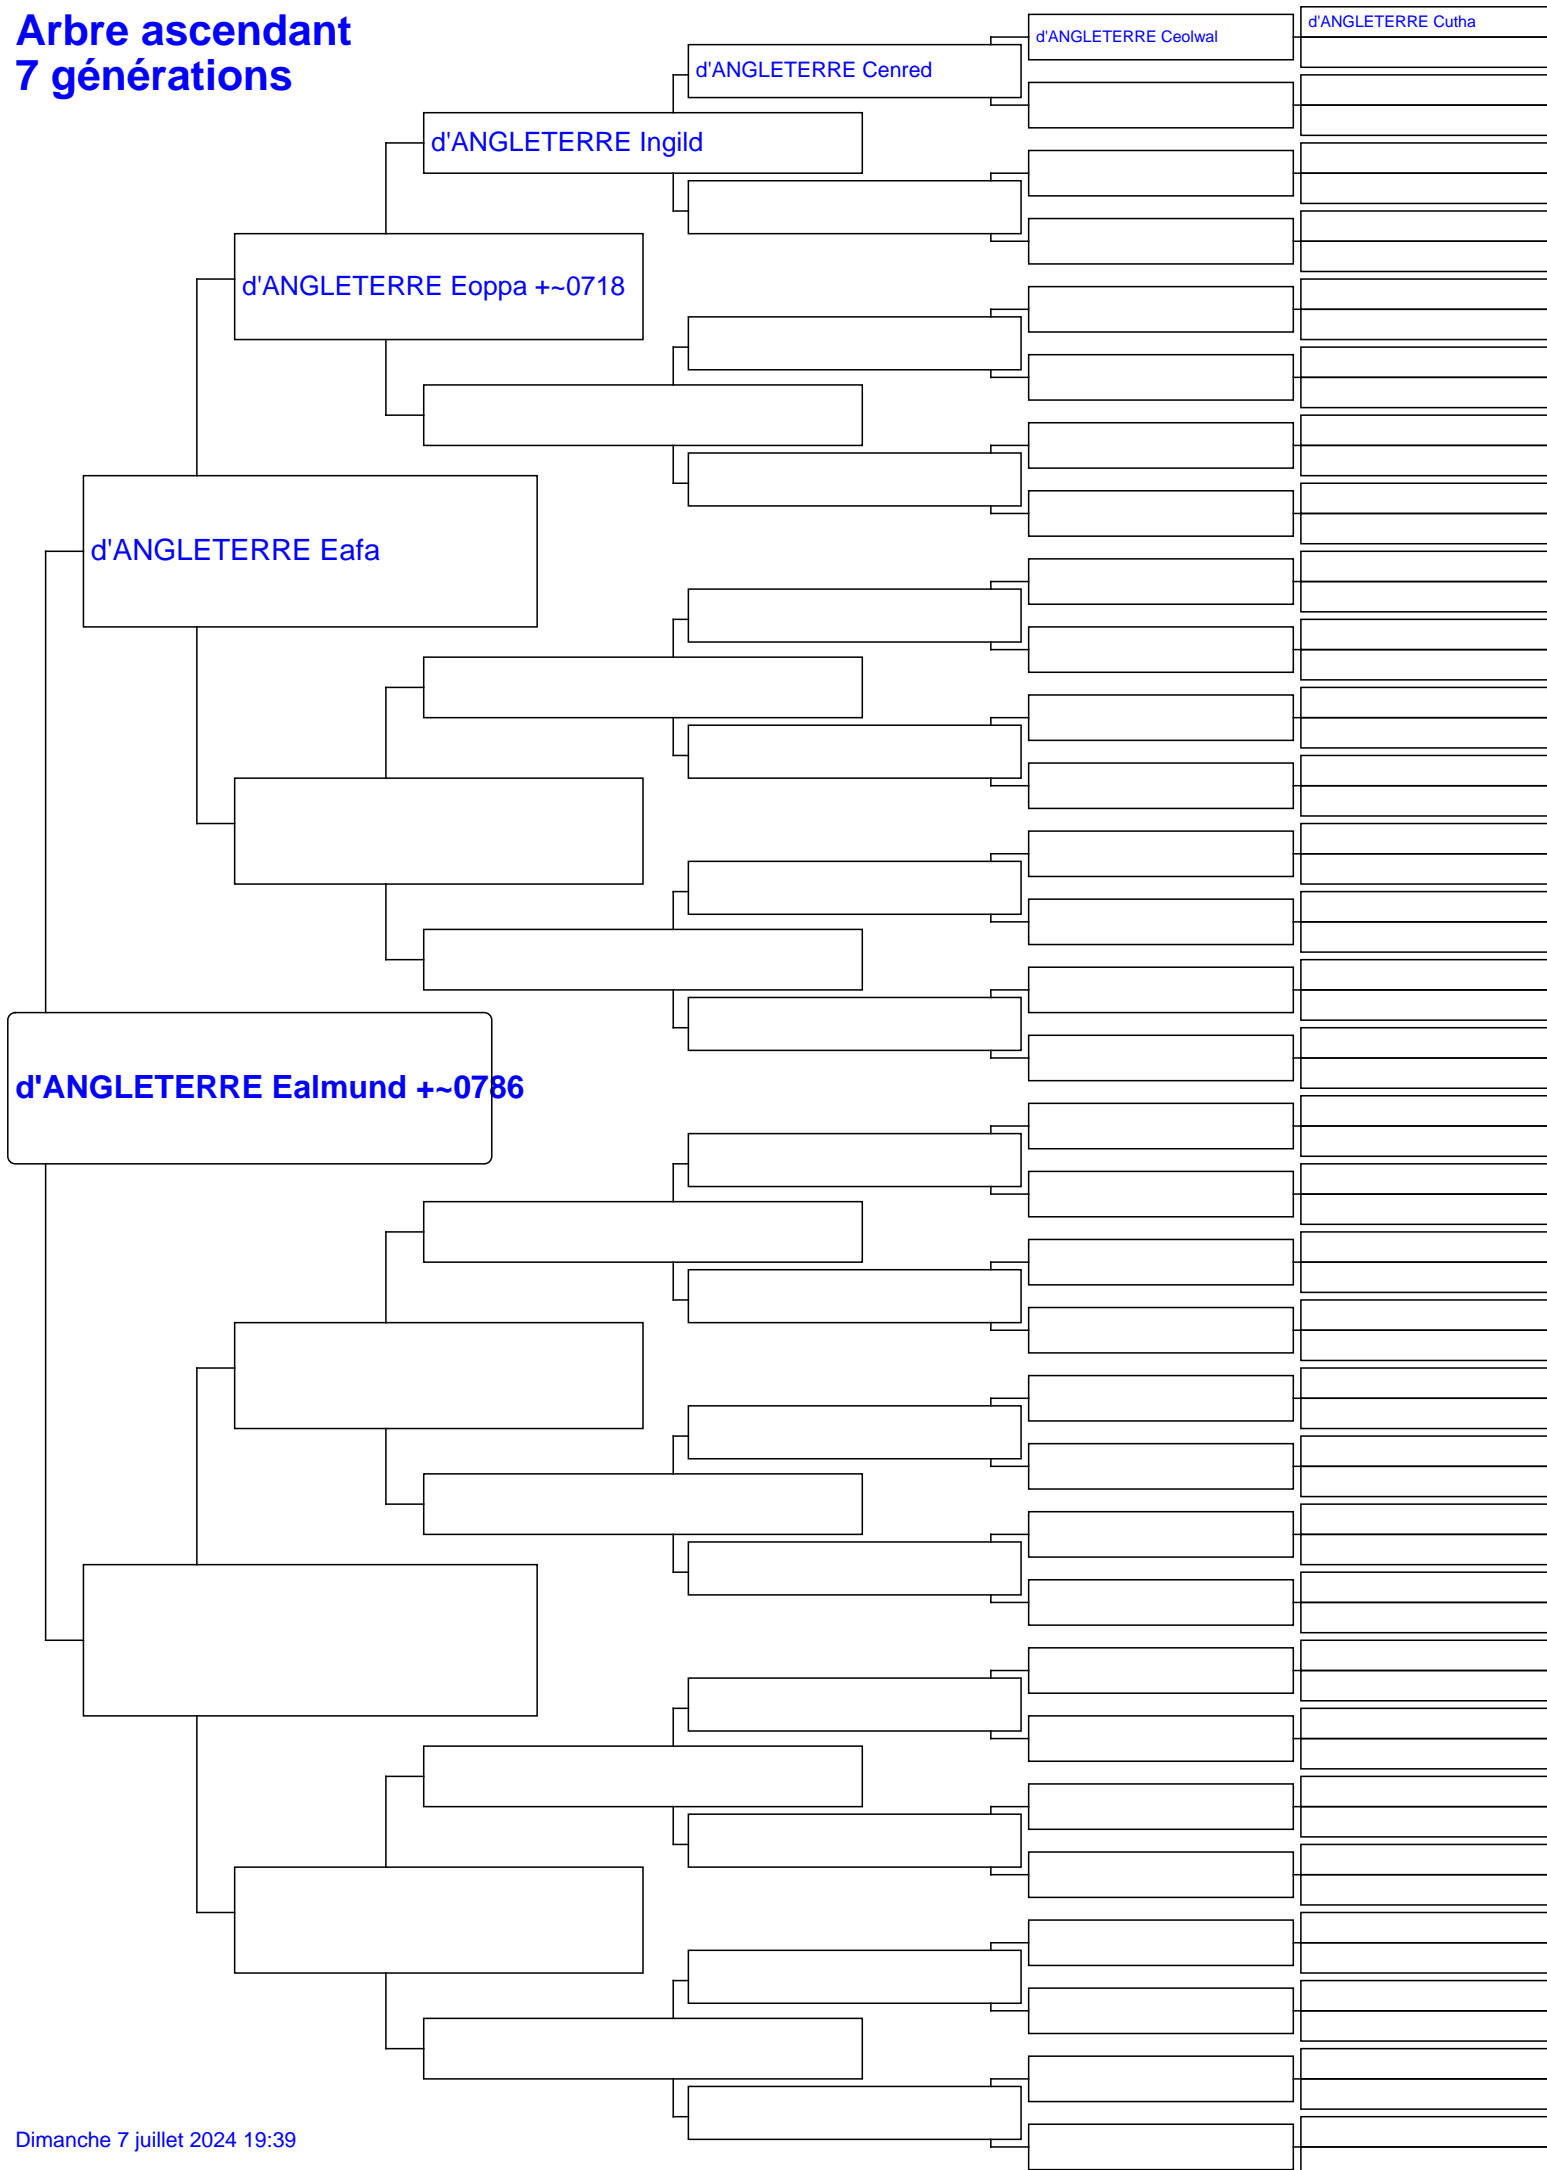 Arbre ascendant
7 générations
d'ANGLETERRE Cutha
d'ANGLETERRE Ceolwal
d'ANGLETERRE Cenred
d'ANGLETERRE Ingild
d'ANGLETERRE Eoppa +~0718
d'ANGLETERRE Eafa
d'ANGLETERRE Ealmund +~0786
Dimanche 7 juillet 2024 19:39